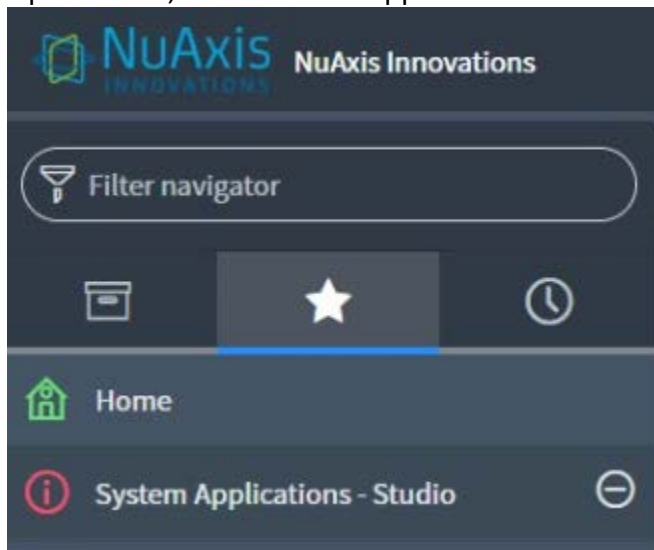 NuAxis
INNOVATIONS
NuAxis Innovations
Filter navigator
Home
System Applications - Studio